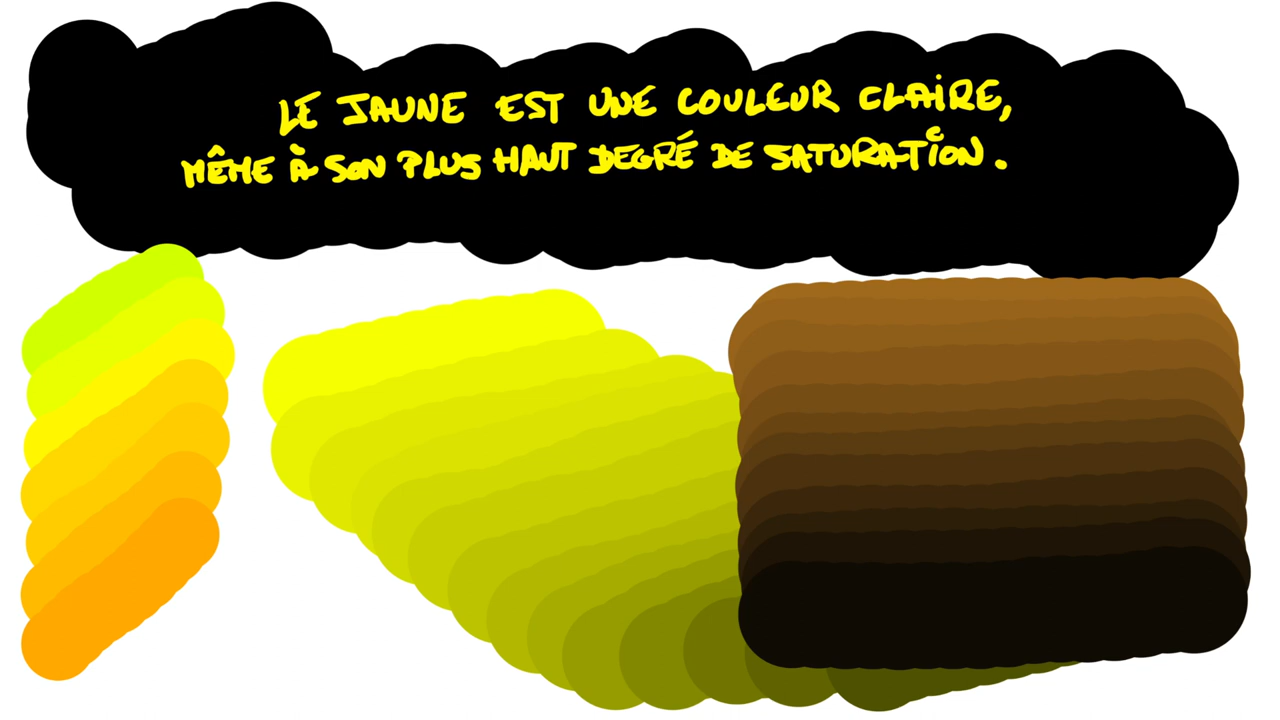 LE JAUNE EST UNE COULEUR CLAIRE,
MÊME À SON PLUS HAUT DEGRÉ DE SATURATION.